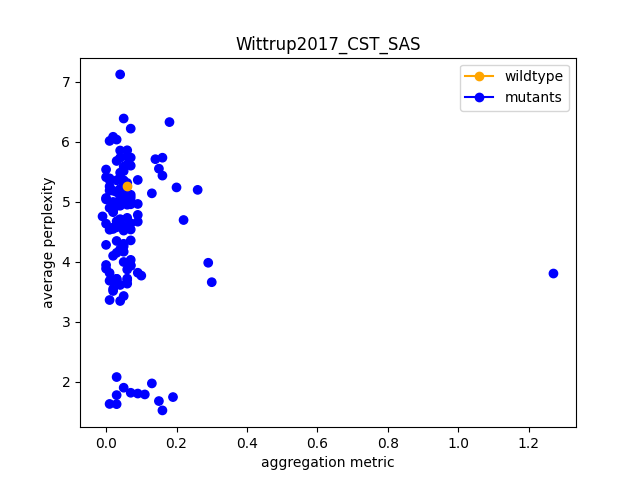 Wittrup2017_CST_SAS
wildtype
mutants
average perplexity
7
6
5
4
3
2
0.0 0.2 0.4 0.6 0.8 1.0 1.2
aggregation metric